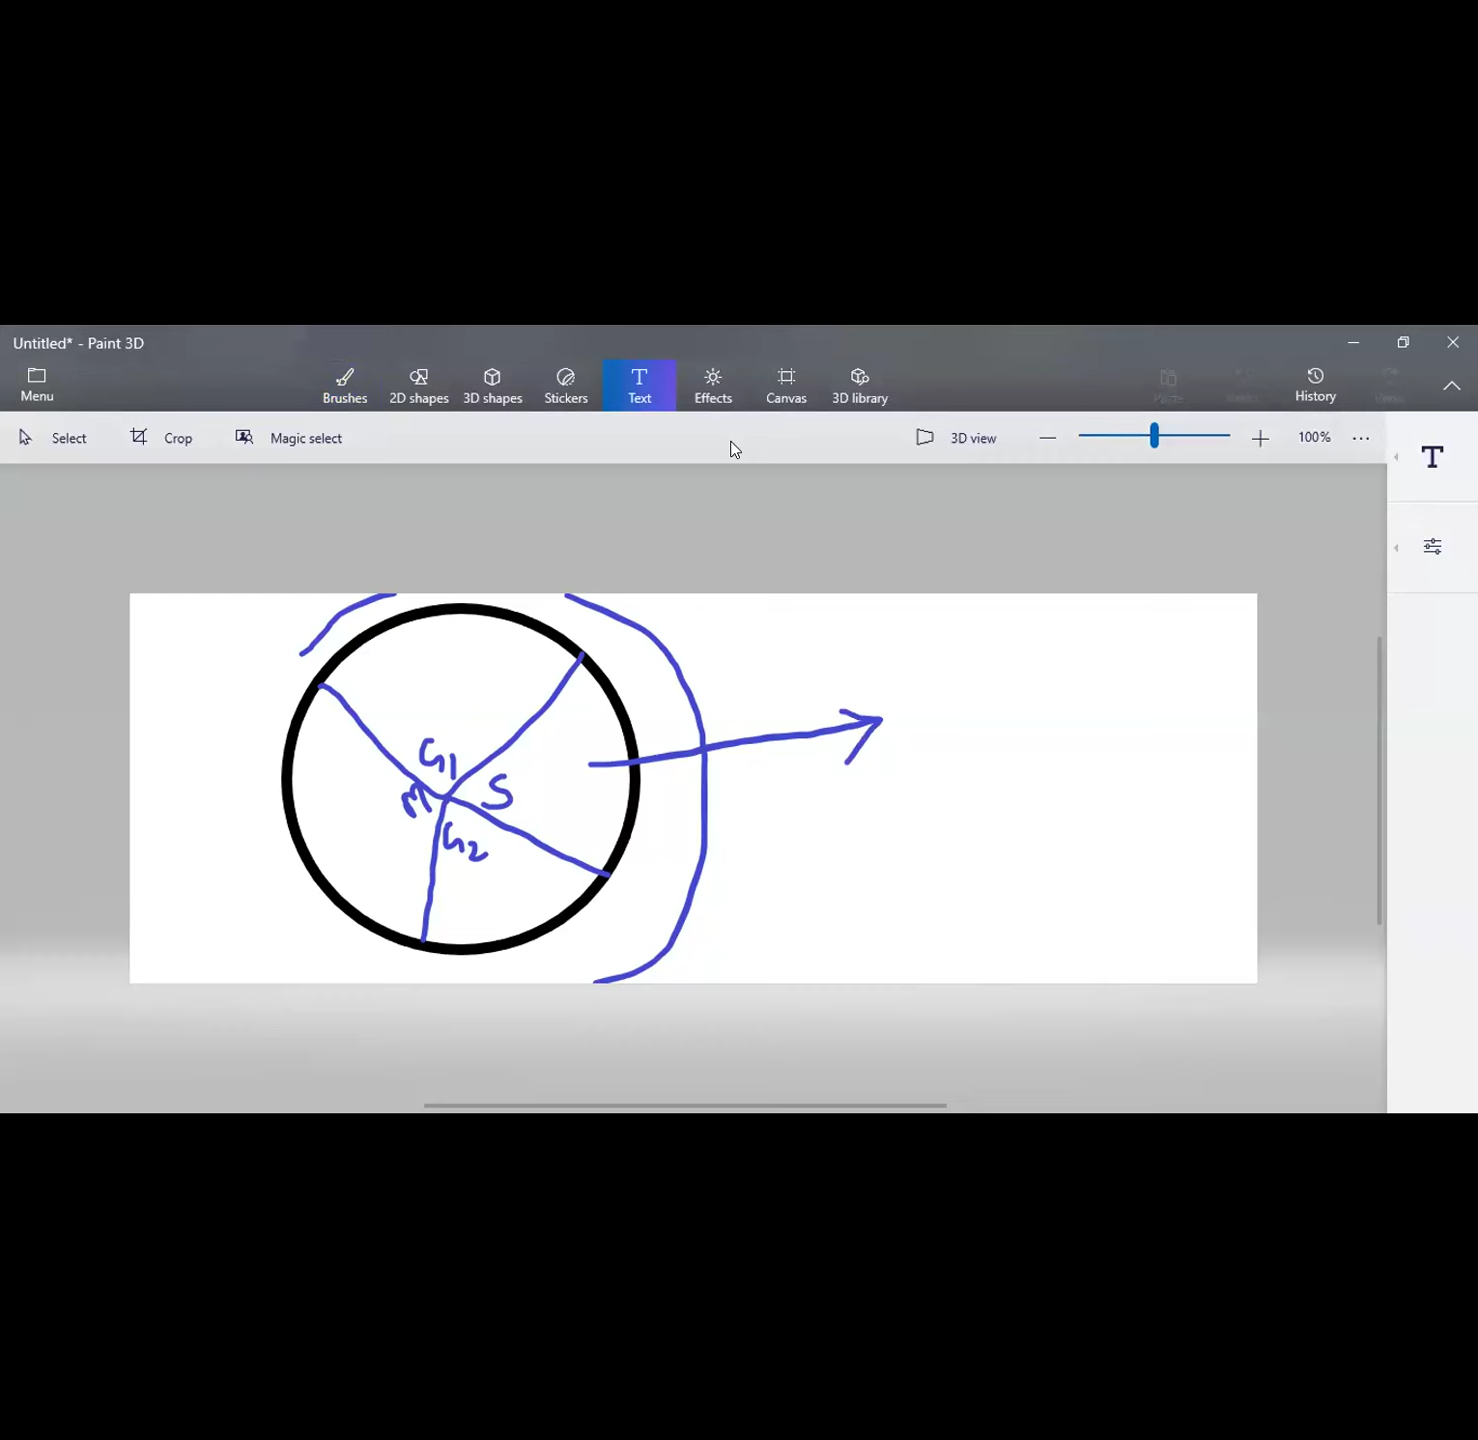 Untitled* - Paint 3D
Menu
Brushes
2D shapes
3D shapes
Stickers
T
Text
Effects
Canvas
3D library
Paste
History
Select
Crop
Magic select
3D view
100%
T
G1
M
S
G2